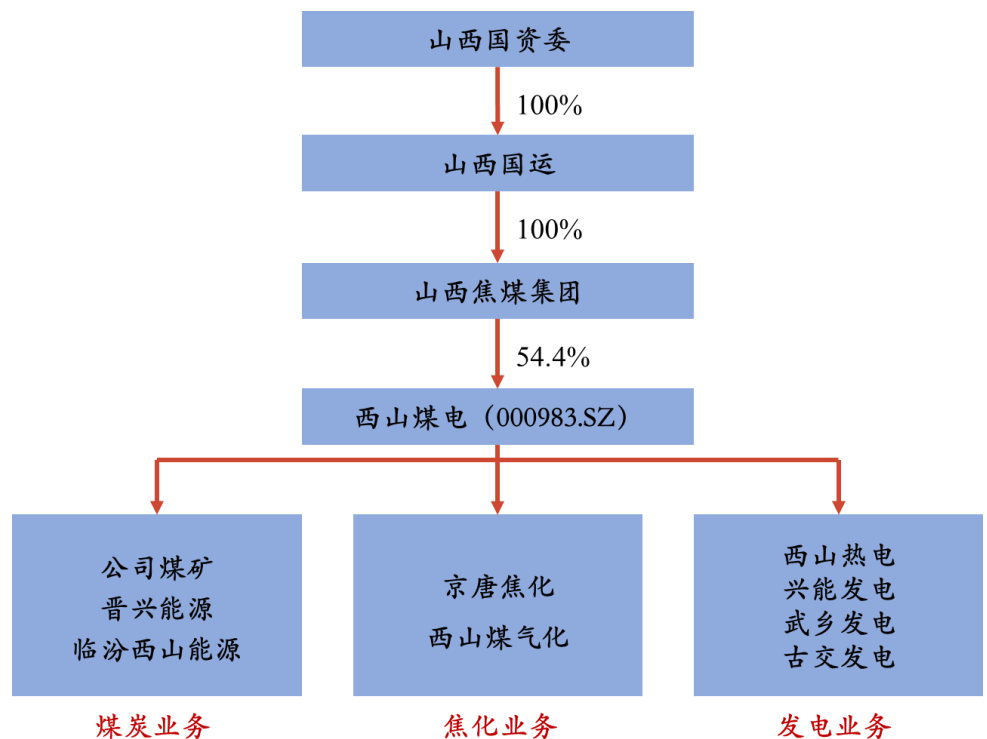 山西国资委
100%
山西国运
100%
山西焦煤集团
54.4%
西山煤电（000983.SZ）
公司煤矿
晋兴能源
临汾西山能源
京唐焦化
西山煤气化
西山热电
兴能发电
武乡发电
古交发电
煤炭业务
焦化业务
发电业务